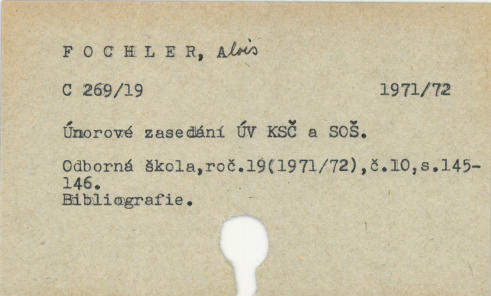 FOCHLER, Alois
C 269/19 1971/72
Únorové zasedání ÚV KSČ a SOŠ.
Odborná škola,roč.19(1971/72),č.10,s.145-
146.
Bibliografie.